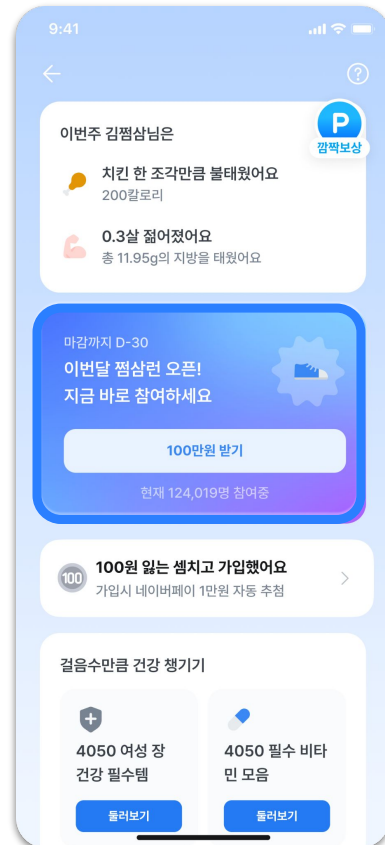 9:41
이번주 김쩜삼님은
P
깜짝보상
치킨 한 조각만큼 불태웠어요
200칼로리
0.3살 젊어졌어요
총 11.95g의 지방을 태웠어요
마감까지 D-30
이번달 쩜삼런 오픈!
지금 바로 참여하세요
100만원 받기
현재 124,019명 참여중
100
100원 잃는 셈치고 가입했어요
가입시 네이버페이 1만원 자동 추첨
걸음수만큼 건강 챙기기
4050 여성 장
건강 필수템
둘러보기
4050 필수 비타
민 모음
둘러보기